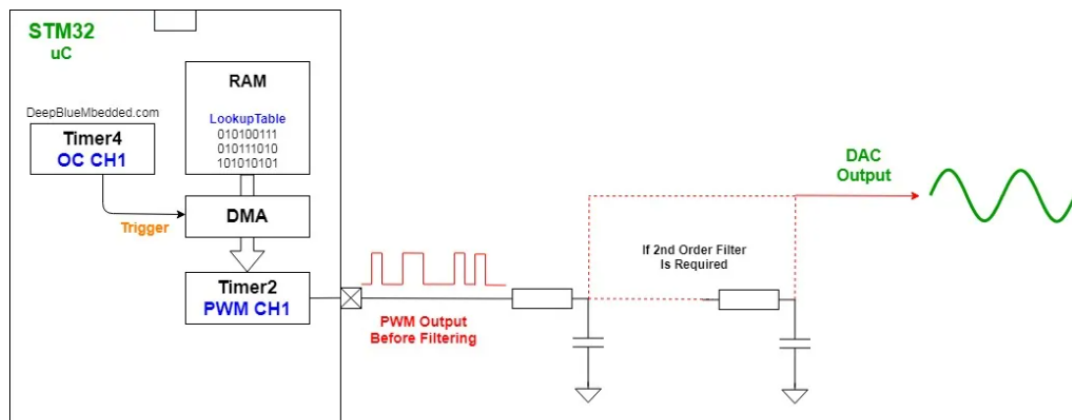 STM32
uC
DeepBlueMbedded.com
Timer4
OC CH1
RAM
LookupTable
010100111
010111010
101010101
Trigger
DMA
Timer2
PWM CH1
PWM Output
Before Filtering
If 2nd Order Filter
Is Required
DAC
Output